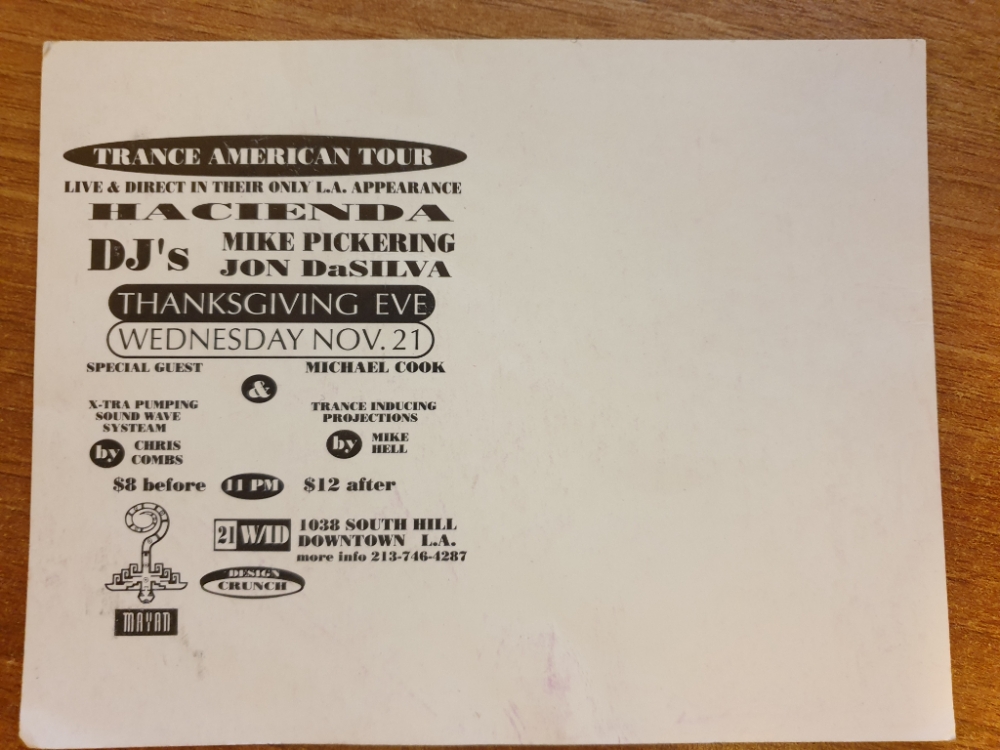 TRANCE AMERICAN TOUR
LIVE & DIRECT IN THEIR ONLY L.A. APPEARANCE
HACIENDA
DJ's MIKE PICKERING
JON DaSILVA
THANKSGIVING EVE
WEDNESDAY NOV. 21
SPECIAL GUEST MICHAEL COOK
&
X-TRA PUMPING
SOUND WAVE
SYSTEAM
by CHRIS
COMBS
TRANCE INDUCING
PROJECTIONS
by MIKE
HELL
$8 before 11 PM $12 after
21 W/ID 1038 SOUTH HILL
DOWNTOWN L.A.
more info 213-746-4287
DESIGN
CRUNCH
MAYAN